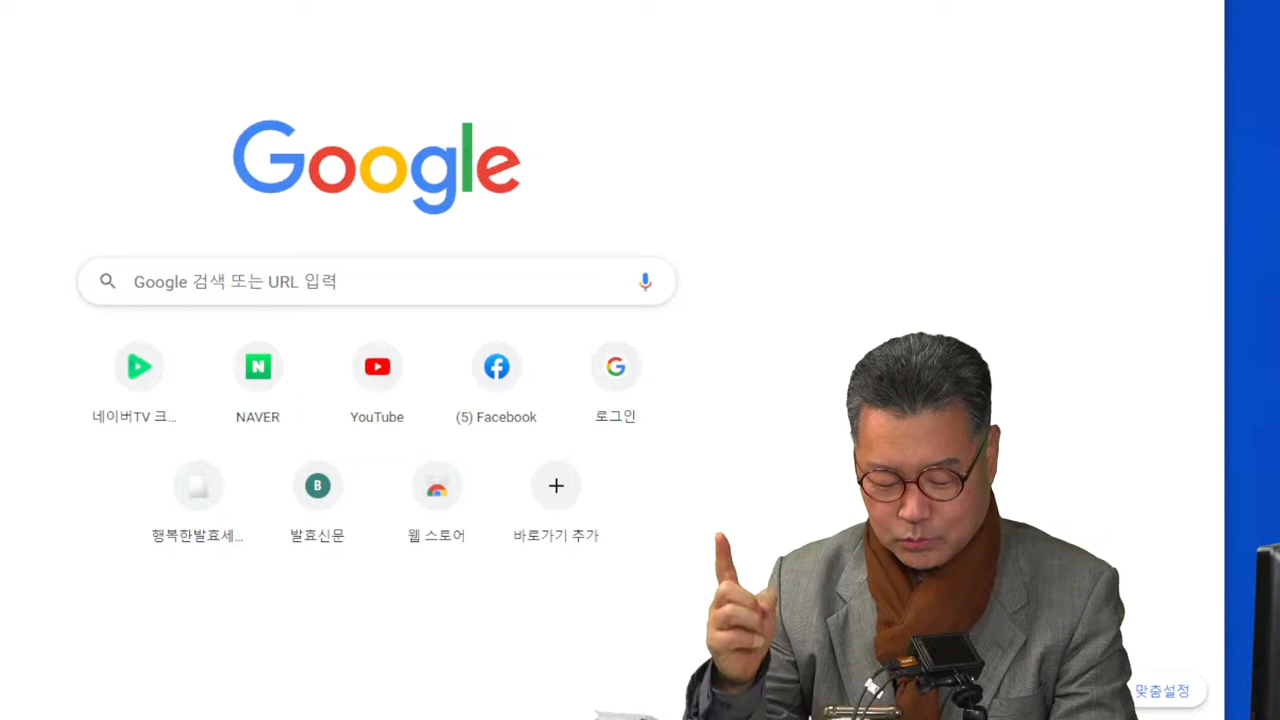 Google
Google 검색 또는 URL 입력
네이버TV 크...
NAVER
YouTube
(5) Facebook
로그인
B
행복한발효세...
발효신문
웹 스토어
바로가기 추가
맞춤설정